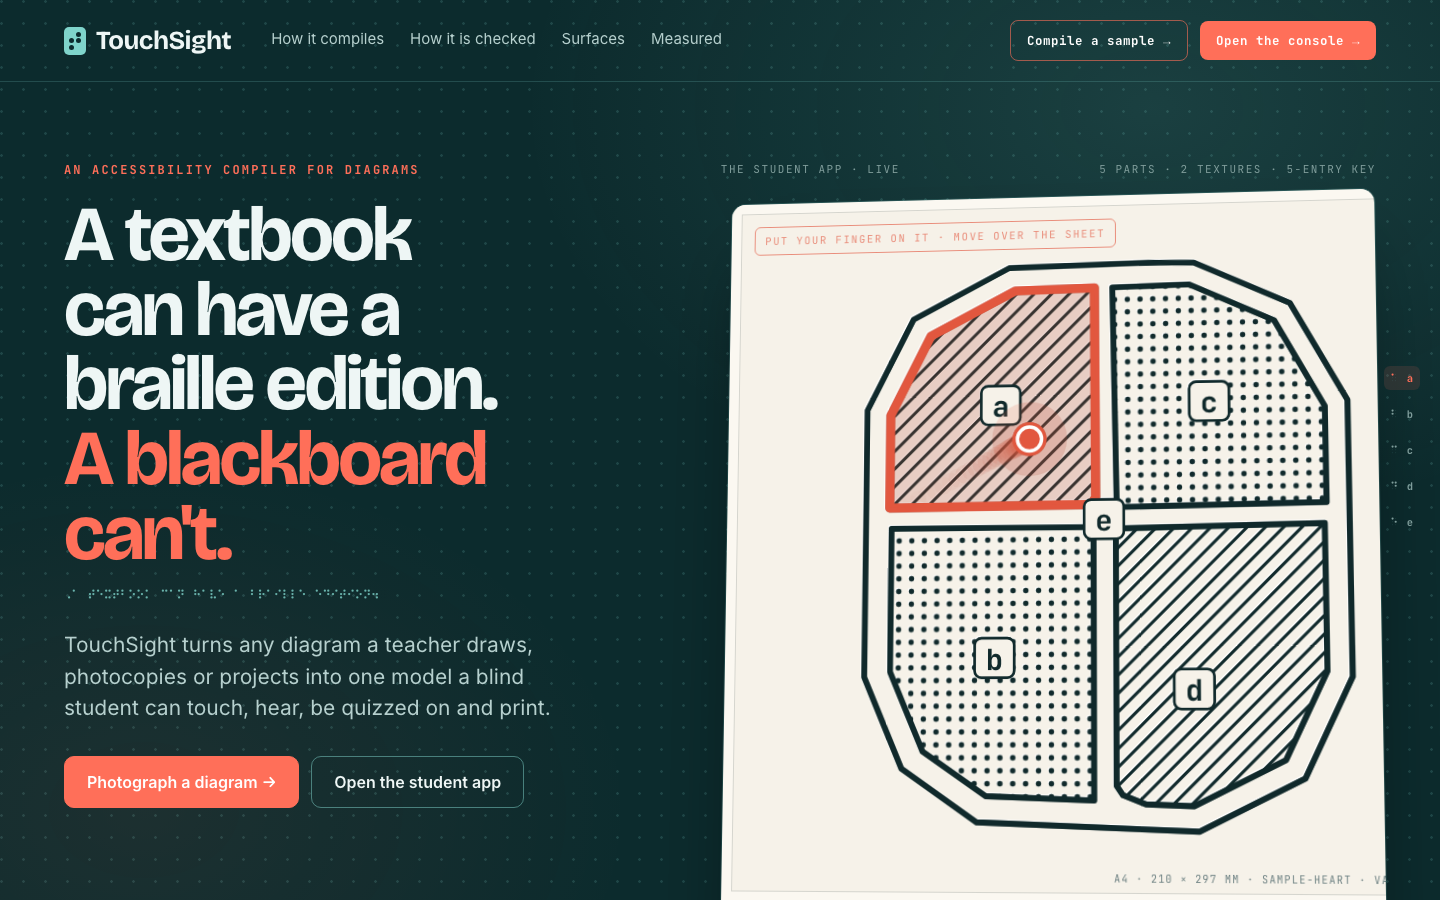 TouchSight
How it compiles
How it is checked
Surfaces
Measured
Compile a sample →
Open the console →
AN ACCESSIBILITY COMPILER FOR DIAGRAMS
A textbook
can have a
braille edition.
A blackboard
can't.
TouchSight turns any diagram a teacher draws,
photocopies or projects into one model a blind
student can touch, hear, be quizzed on and print.
Photograph a diagram →
Open the student app
THE STUDENT APP · LIVE
5 PARTS · 2 TEXTURES · 5-ENTRY KEY
PUT YOUR FINGER ON IT · MOVE OVER THE SHEET
a
c
e
b
d
A4 · 210 × 297 MM · SAMPLE-HEART · VA
a
b
c
d
e